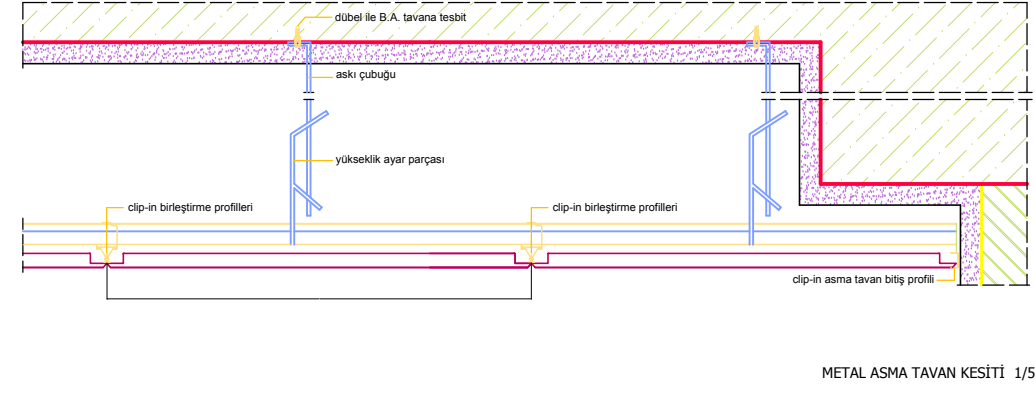 dübel ile B.A. tavana tesbit
askı çubuğu
yükseklik ayar parçası
clip-in birleştirme profilleri
clip-in birleştirme profilleri
clip-in asma tavan bitiş profili
METAL ASMA TAVAN KESİTİ 1/5